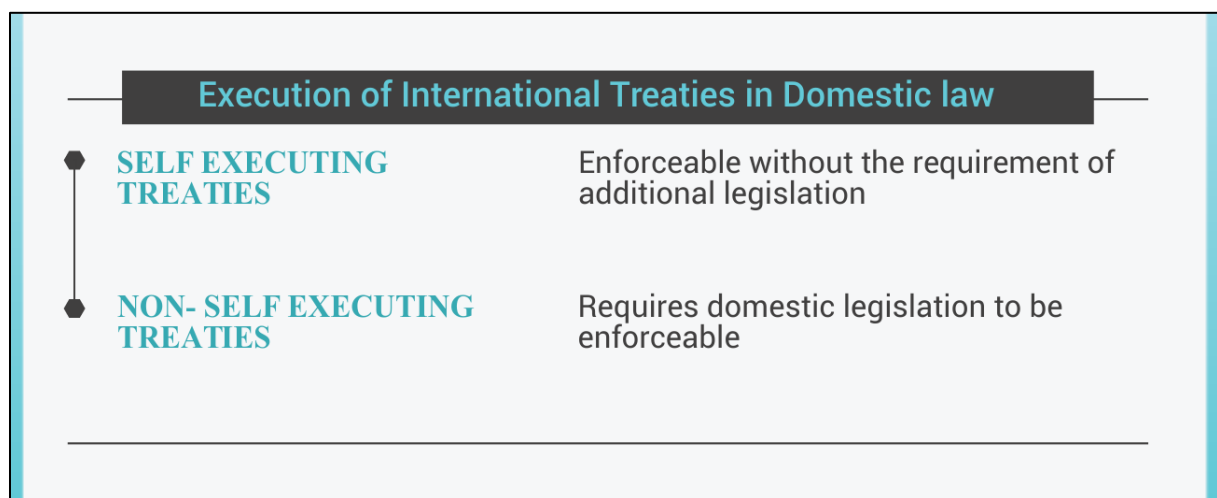 Execution of International Treaties in Domestic law
SELF EXECUTING
TREATIES
Enforceable without the requirement of
additional legislation
NON- SELF EXECUTING
TREATIES
Requires domestic legislation to be
enforceable